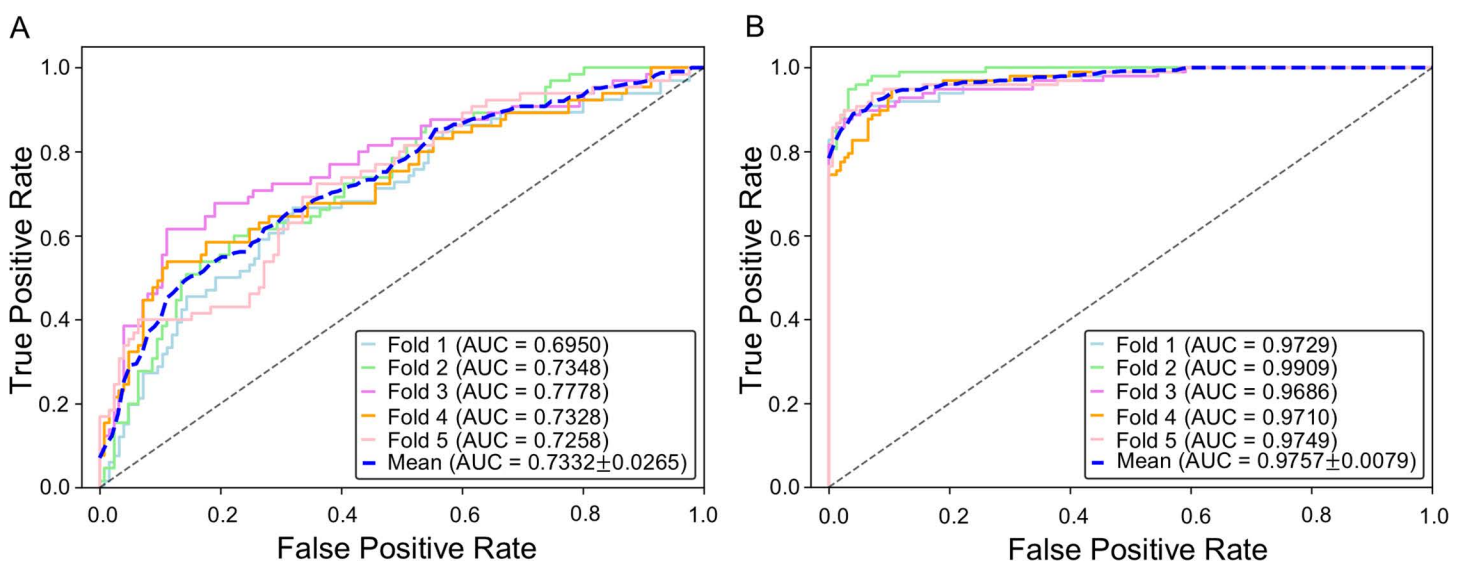 A
True Positive Rate
1.0
0.8
0.6
0.4
0.2
0.0
Fold 1 (AUC = 0.6950)
Fold 2 (AUC = 0.7348)
Fold 3 (AUC = 0.7778)
Fold 4 (AUC = 0.7328)
Fold 5 (AUC = 0.7258)
Mean (AUC = 0.7332±0.0265)
0.0 0.2 0.4 0.6 0.8 1.0
False Positive Rate
B
True Positive Rate
1.0
0.8
0.6
0.4
0.2
0.0
Fold 1 (AUC = 0.9729)
Fold 2 (AUC = 0.9909)
Fold 3 (AUC = 0.9686)
Fold 4 (AUC = 0.9710)
Fold 5 (AUC = 0.9749)
Mean (AUC = 0.9757±0.0079)
0.0 0.2 0.4 0.6 0.8 1.0
False Positive Rate